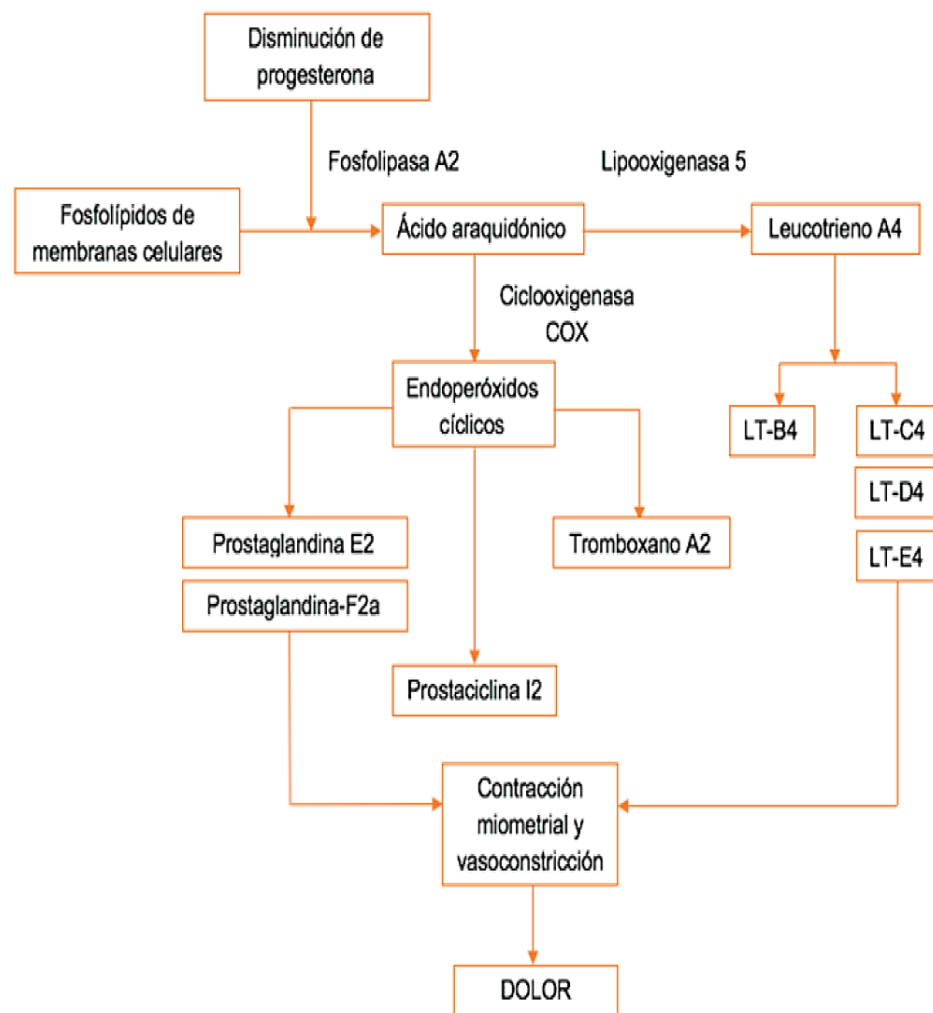 Disminución de
progesterona
Fosfolipasa A2
Lipooxigenasa 5
Fosfolípidos de
membranas celulares
Ácido araquidónico
Leucotrieno A4
Ciclooxigenasa
COX
Endoperóxidos
cíclicos
LT-B4
LT-C4
LT-D4
LT-E4
Prostaglandina E2
Tromboxano A2
Prostaglandina-F2a
Prostaciclina I2
Contracción
miometrial y
vasoconstricción
DOLOR